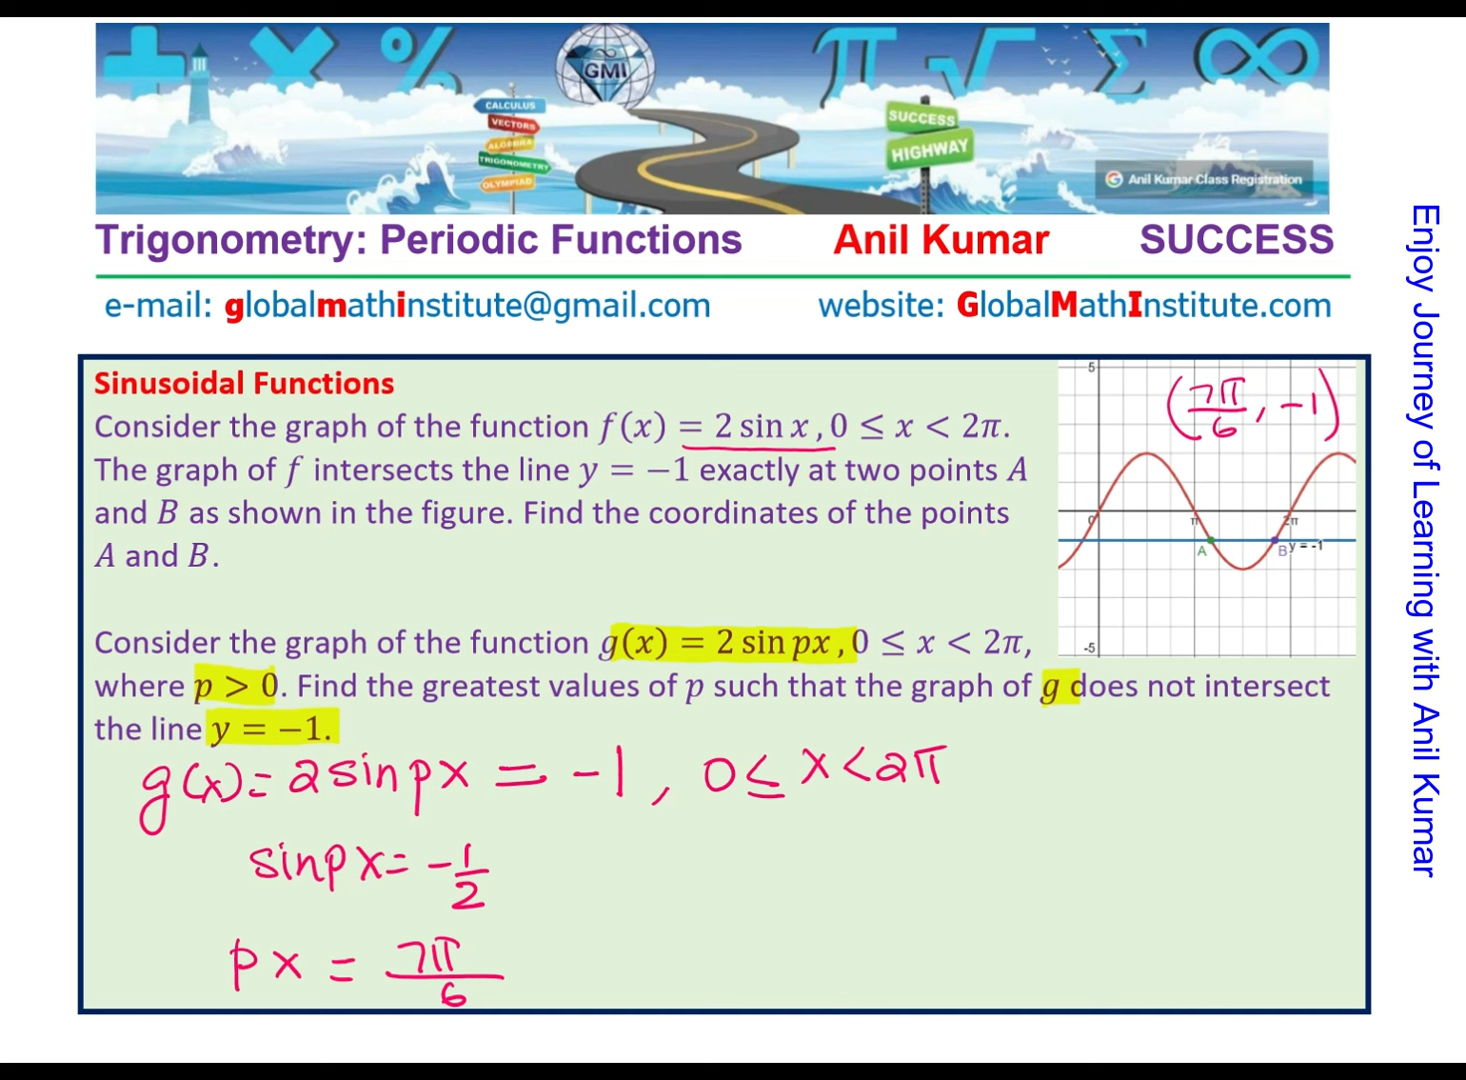 GMI
CALCULUS
VECTORS
ALGEBRA
TRIGONOMETRY
OLYMPIAD
SUCCESS
HIGHWAY
Anil Kumar Class Registration
Trigonometry: Periodic Functions Anil Kumar SUCCESS
e-mail: globalmathinstitute@gmail.com website: GlobalMathInstitute.com
Enjoy Journey of Learning with Anil Kumar
Sinusoidal Functions
Consider the graph of the function f(x) = 2 sin x , 0 ≤ x < 2π.
The graph of f intersects the line y = −1 exactly at two points A
and B as shown in the figure. Find the coordinates of the points
A and B.
5
(7π/6, −1)
0 π 2π
A B y = -1
-5
Consider the graph of the function g(x) = 2 sin px , 0 ≤ x < 2π,
where p > 0. Find the greatest values of p such that the graph of g does not intersect
the line y = −1.
g(x) = 2 sin px = −1 , 0 ≤ x < 2π
sin px = −1/2
px = 7π/6